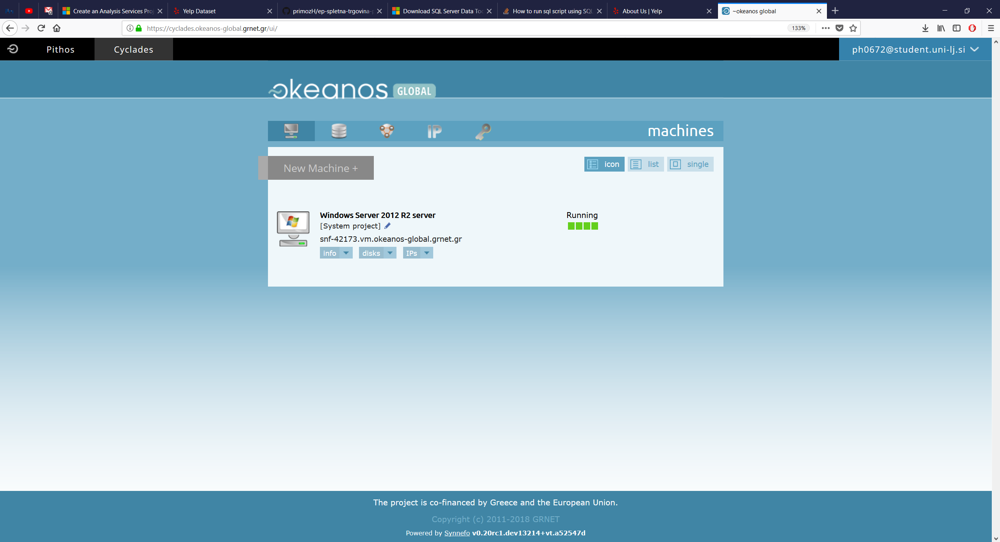 Create an Analysis Services Proj
Yelp Dataset
primozH/ep-spletna-trgovina-p
Download SQL Server Data Too
How to run sql script using SQL
About Us | Yelp
~okeanos global
https://cyclades.okeanos-global.grnet.gr/ui/
133%
Pithos
Cyclades
ph0672@student.uni-lj.si
okeanos GLOBAL
IP
machines
New Machine +
icon
list
single
Windows Server 2012 R2 server
Running
[System project]
snf-42173.vm.okeanos-global.grnet.gr
info
disks
IPs
The project is co-financed by Greece and the European Union.
Copyright (c) 2011-2018 GRNET
Powered by Synnefo v0.20rc1.dev13214+vt.a52547d